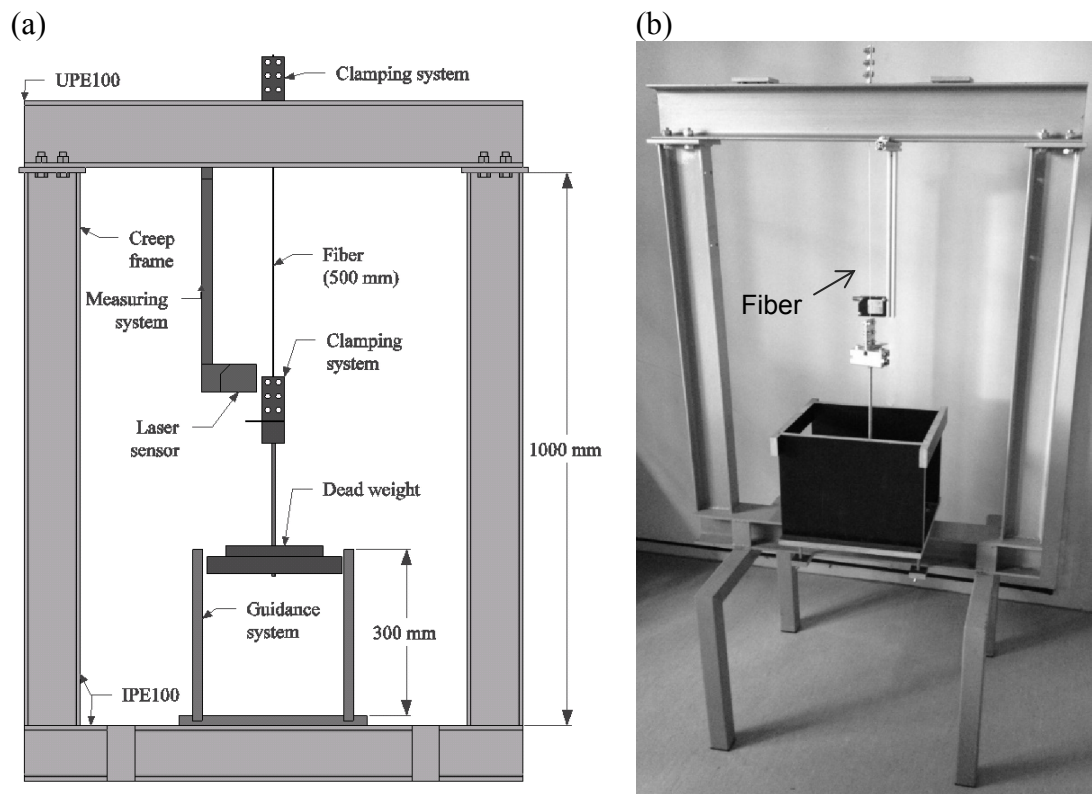 (a)
Clamping system
UPE100
Creep
frame
Fiber
(500 mm)
Measuring
system
Clamping
system
Laser
sensor
1000 mm
Dead weight
Guidance
system
300 mm
IPE100
(b)
Fiber